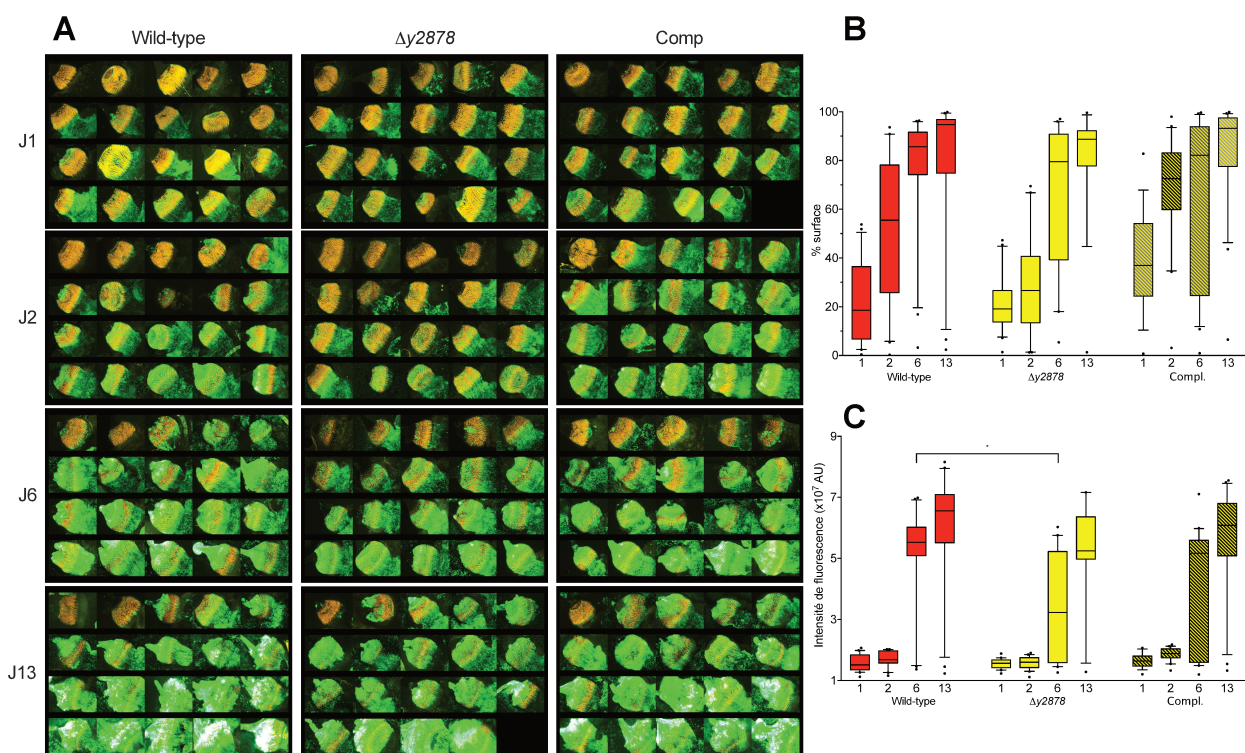 A
Wild-type
Δy2878
Comp
J1
J2
J6
J13
B
% surface
100
80
60
40
20
0
1 2 6 13 1 2 6 13 1 2 6 13
Wild-type Δy2878 Compl.
C
Intensité de fluorescence (x10⁷ AU)
9
7
5
3
1
1 2 6 13 1 2 6 13 1 2 6 13
Wild-type Δy2878 Compl.